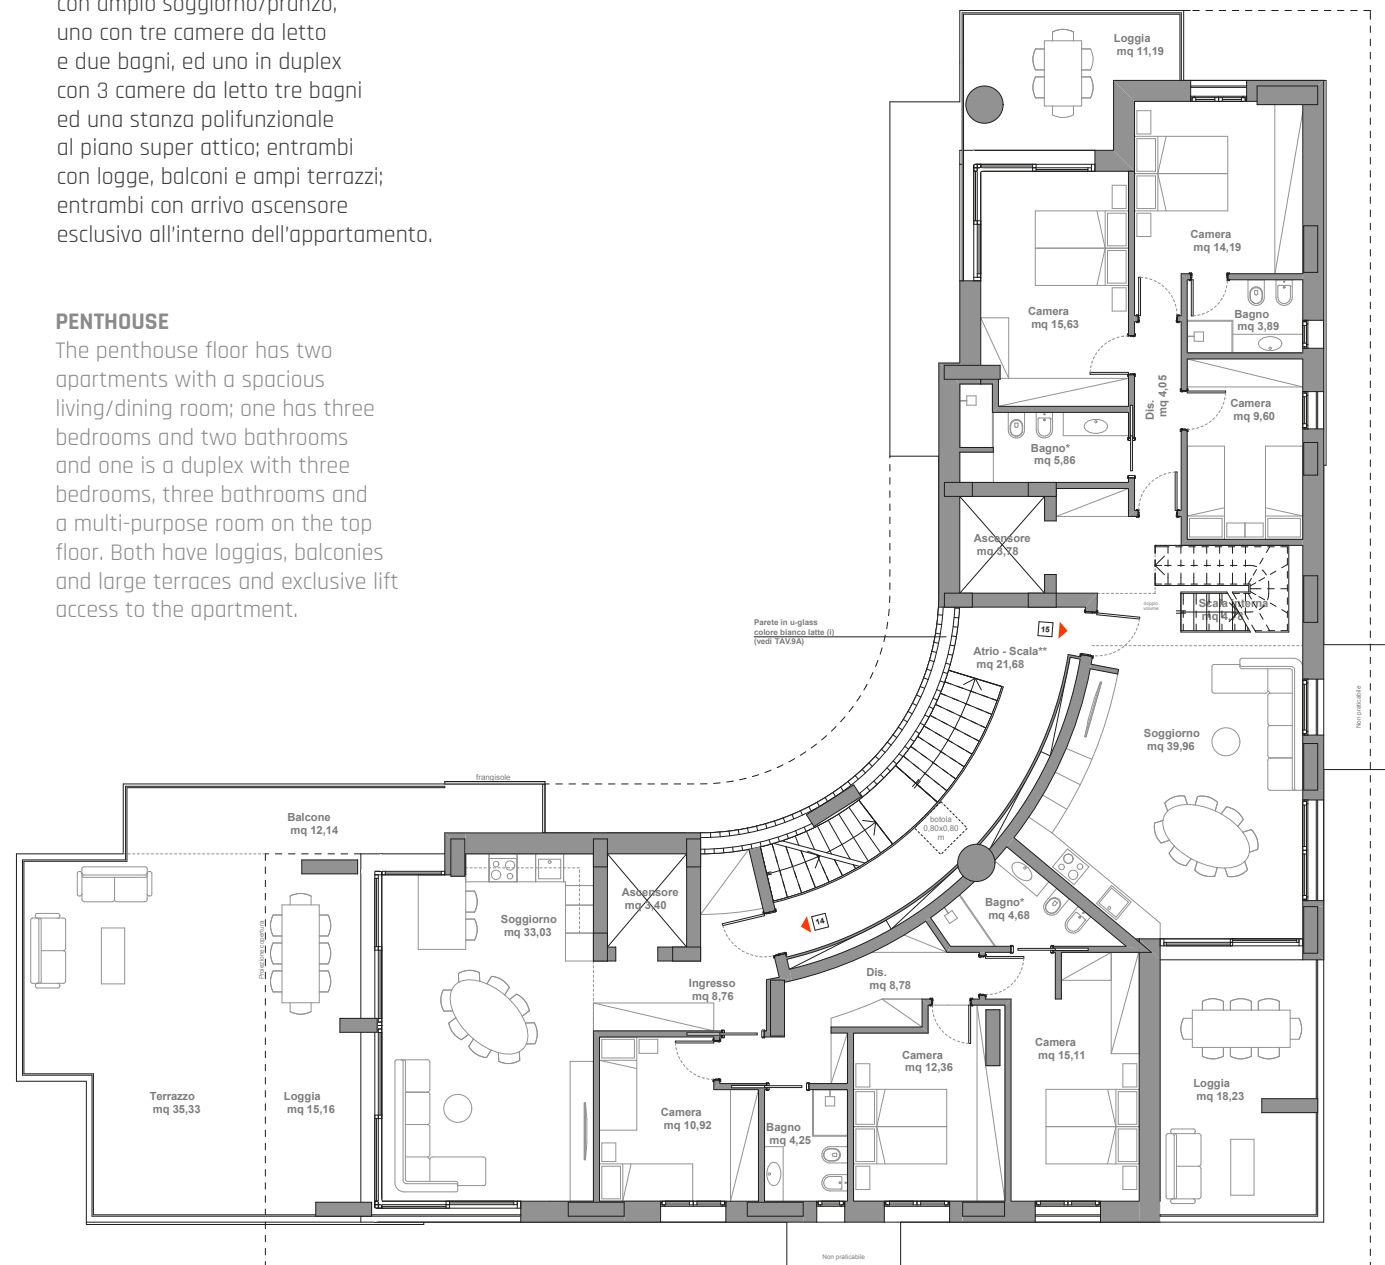 con ampio soggiorno/pranzo,
uno con tre camere da letto
e due bagni, ed uno in duplex
con 3 camere da letto tre bagni
ed una stanza polifunzionale
al piano super attico; entrambi
con logge, balconi e ampi terrazzi;
entrambi con arrivo ascensore
esclusivo all'interno dell'appartamento.
PENTHOUSE
The penthouse floor has two
apartments with a spacious
living/dining room; one has three
bedrooms and two bathrooms
and one is a duplex with three
bedrooms, three bathrooms and
a multi-purpose room on the top
floor. Both have loggias, balconies
and large terraces and exclusive lift
access to the apartment.
Loggia
mq 11,19
Camera
mq 14,19
Camera
mq 15,63
Bagno
mq 3,89
Dis.
mq 4,05
Camera
mq 9,60
Bagno*
mq 5,86
Ascensore
mq 3,78
doppio
volume
Scala interna
mq 4,78
Parete in u-glass
colore bianco latte (i)
(vedi TAV.9A)
15
Atrio - Scala**
mq 21,68
Non praticabile
Soggiorno
mq 39,96
frangisole
Balcone
mq 12,14
botola
0,80x0,80
m
Ascensore
mq 3,40
Soggiorno
mq 33,03
14
Bagno*
mq 4,68
Proiezione copertura
Ingresso
mq 8,76
Dis.
mq 8,78
Camera
mq 12,36
Camera
mq 15,11
Terrazzo
mq 35,33
Loggia
mq 15,16
Camera
mq 10,92
Bagno
mq 4,25
Loggia
mq 18,23
Non praticabile